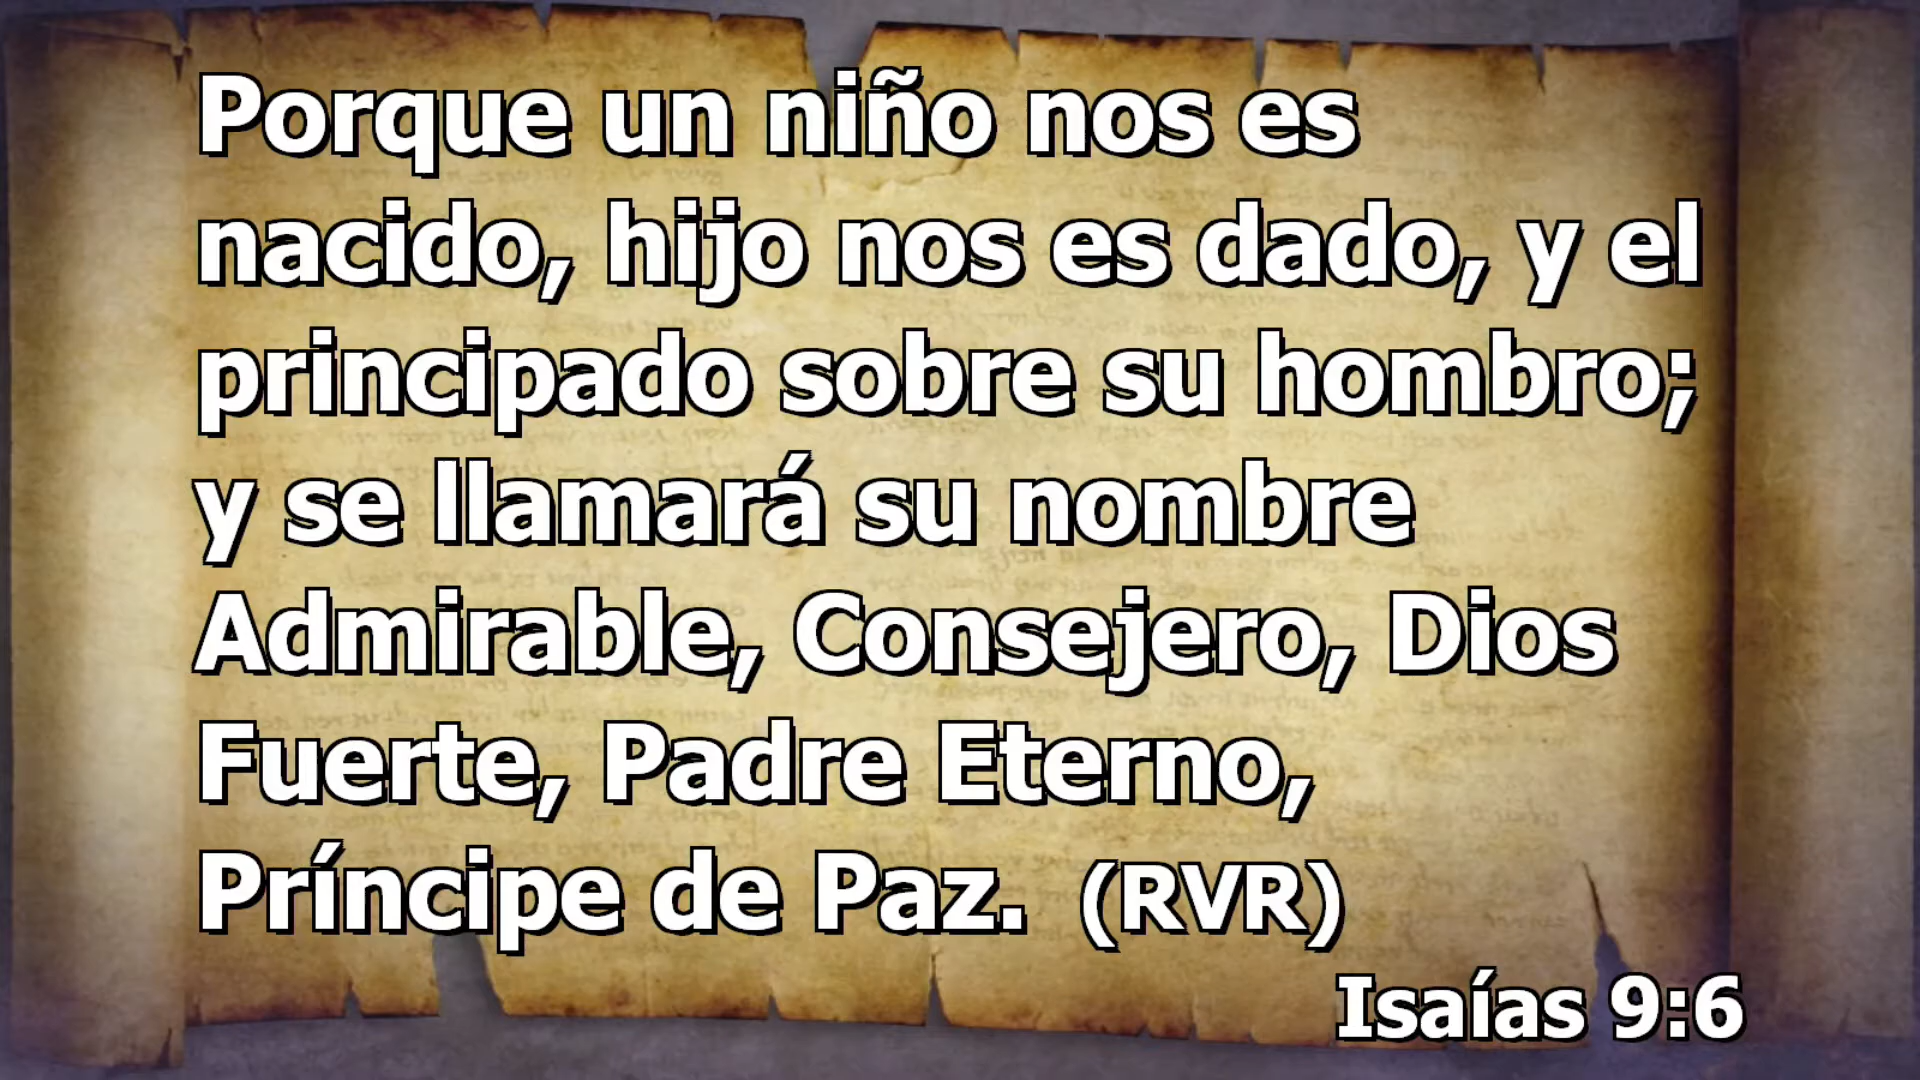 Porque un niño nos es
nacido, hijo nos es dado, y el
principado sobre su hombro;
y se llamará su nombre
Admirable, Consejero, Dios
Fuerte, Padre Eterno,
Príncipe de Paz. (RVR)
Isaías 9:6